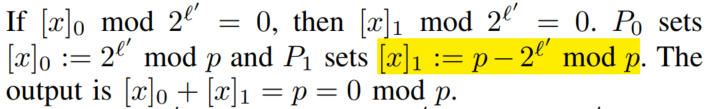 If [x]₀ mod 2^{ℓ′} = 0, then [x]₁ mod 2^{ℓ′} = 0. P₀ sets
[x]₀ := 2^{ℓ′} mod p and P₁ sets [x]₁ := p − 2^{ℓ′} mod p. The
output is [x]₀ + [x]₁ = p = 0 mod p.